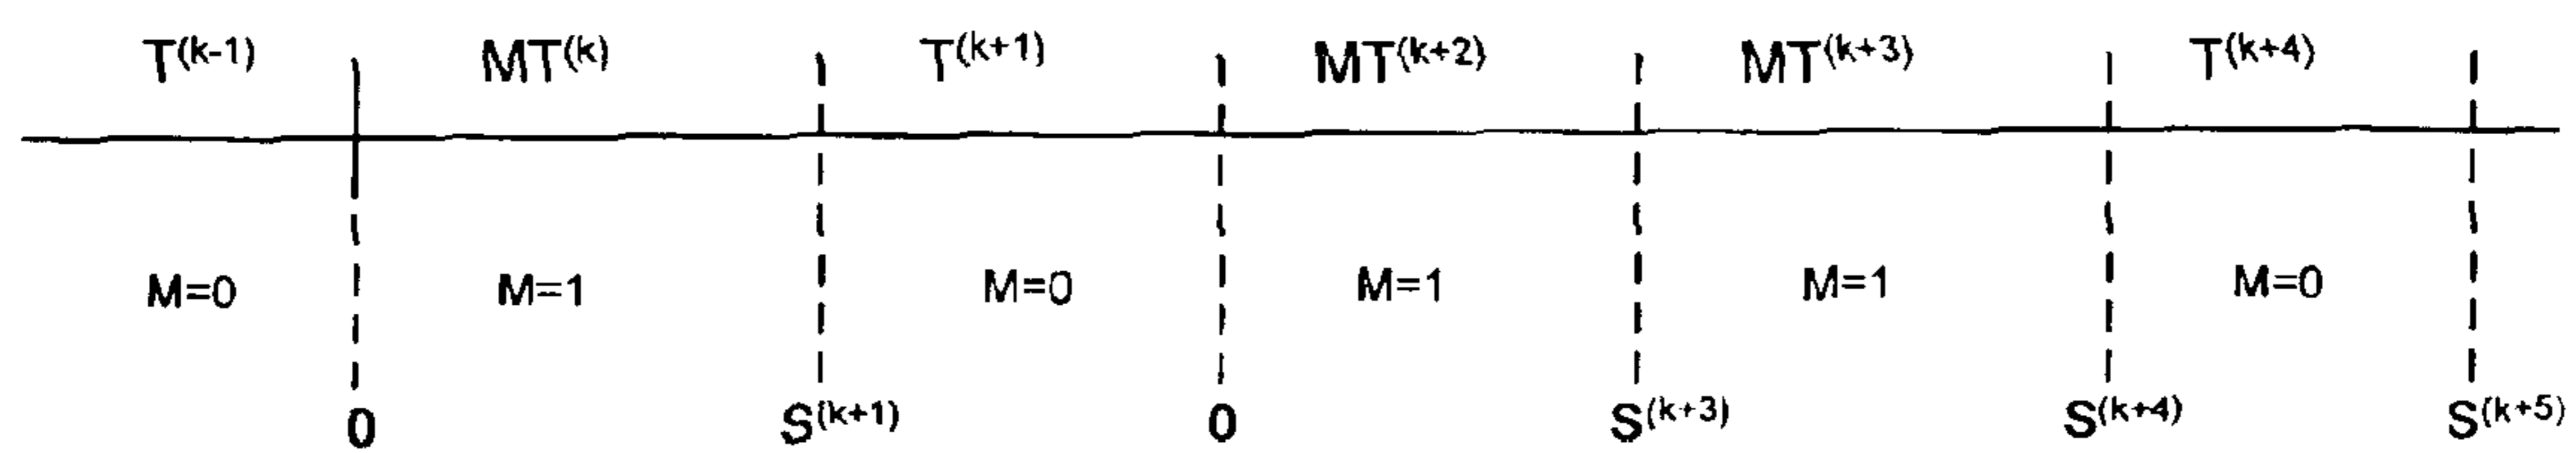 T(k-1) MT(k) T(k+1) MT(k+2) MT(k+3) T(k+4)
M=0 M=1 M=0 M=1 M=1 M=0
0 S(k+1) 0 S(k+3) S(k+4) S(k+5)